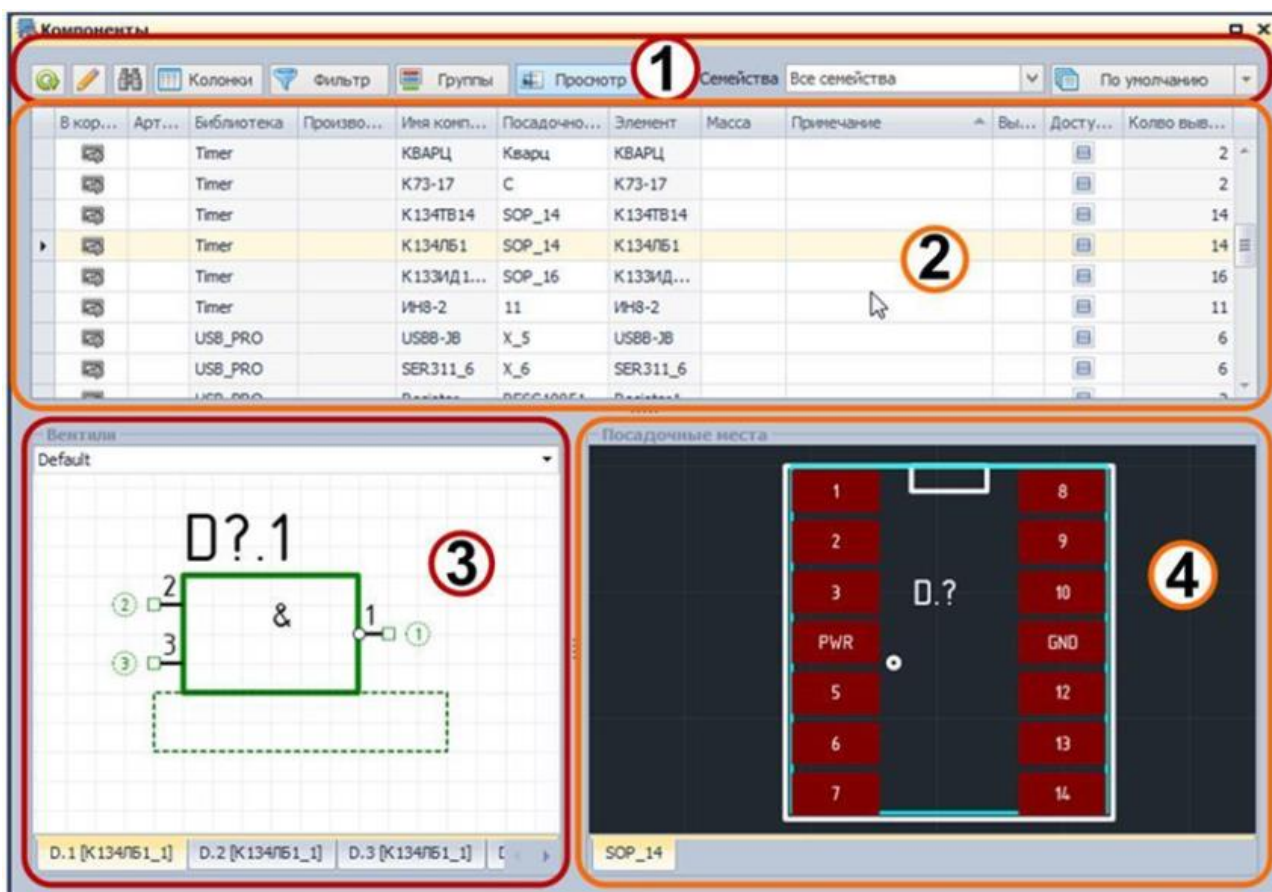 Компоненты
Колонки Фильтр Группы Просмотр 1 Семейства Все семейства По умолчанию
В кор... Арт... Библиотека Произво... Имя комп... Посадочно... Элемент Масса Примечание Вы... Досту... Колво выв...
Timer КВАРЦ Кварц КВАРЦ 2
Timer К73-17 С К73-17 2
Timer К134ТВ14 SOP_14 К134ТВ14 14
Timer К134ЛБ1 SOP_14 К134ЛБ1 14
2
Timer К133ИД1... SOP_16 К133ИД... 16
Timer ИН8-2 11 ИН8-2 11
USB_PRO USBB-JB X_5 USBB-JB 6
USB_PRO SER311_6 X_6 SER311_6 6
Вентили
Default
D?.1
2 2 & 1 1
3 3
3
Посадочные места
1 8
2 9
3 D.? 10
PWR GND
5 12
6 13
7 14
4
D.1 [К134ЛБ1_1] D.2 [К134ЛБ1_1] D.3 [К134ЛБ1_1]
SOP_14